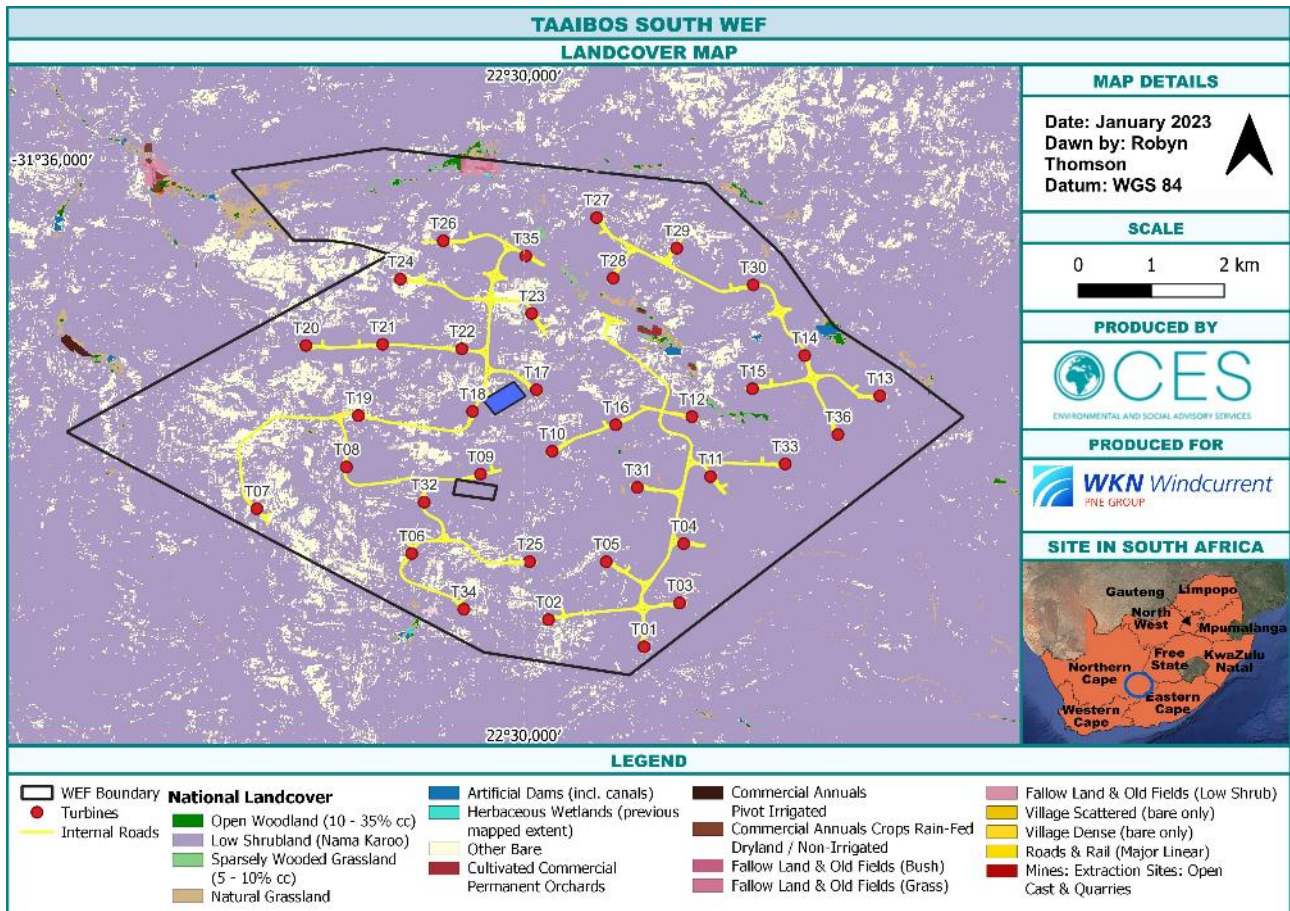 TAAIBOS SOUTH WEF
LANDCOVER MAP
22°30,000'
-31°36,000'
T27
T26
T29
T35
T24
T28
T30
T23
T20
T21
T22
T14
T17
T15
T13
T18
T19
T16
T12
T36
T10
T08
T09
T33
T11
T31
T32
T07
T04
T06
T25
T05
T03
T34
T02
T01
22°30,000'
MAP DETAILS
Date: January 2023
Dawn by: Robyn
Thomson
Datum: WGS 84
SCALE
0 1 2 km
PRODUCED BY
CES
ENVIRONMENTAL AND SOCIAL ADVISORY SERVICES
PRODUCED FOR
WKN Windcurrent
PNE GROUP
SITE IN SOUTH AFRICA
Gauteng
Limpopo
North
West
Mpumalanga
Free
State
KwaZulu
Natal
Northern
Cape
Eastern
Cape
Western
Cape
LEGEND
WEF Boundary
Turbines
Internal Roads
National Landcover
Open Woodland (10 - 35% cc)
Low Shrubland (Nama Karoo)
Sparsely Wooded Grassland
(5 - 10% cc)
Natural Grassland
Artificial Dams (incl. canals)
Herbaceous Wetlands (previous
mapped extent)
Other Bare
Cultivated Commercial
Permanent Orchards
Commercial Annuals
Pivot Irrigated
Commercial Annuals Crops Rain-Fed
Dryland / Non-Irrigated
Fallow Land & Old Fields (Bush)
Fallow Land & Old Fields (Grass)
Fallow Land & Old Fields (Low Shrub)
Village Scattered (bare only)
Village Dense (bare only)
Roads & Rail (Major Linear)
Mines: Extraction Sites: Open
Cast & Quarries